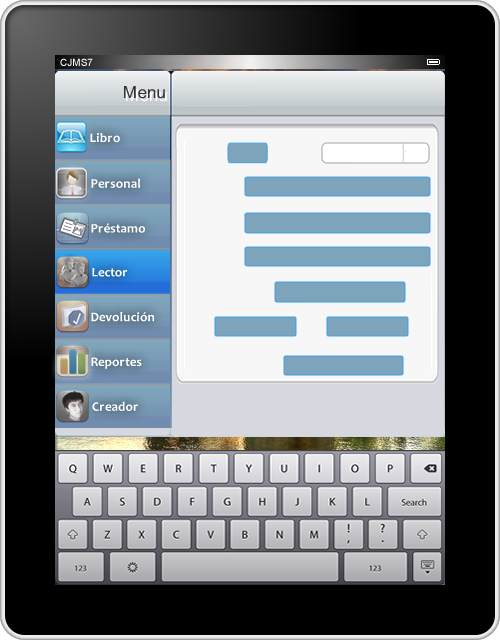 CJMS7
Menu
Libro
Personal
Préstamo
Lector
Devolución
Reportes
Creador
Q W E R T Y U I O P
A S D F G H J K L Search
Z X C V B N M ! , ? .
123 123